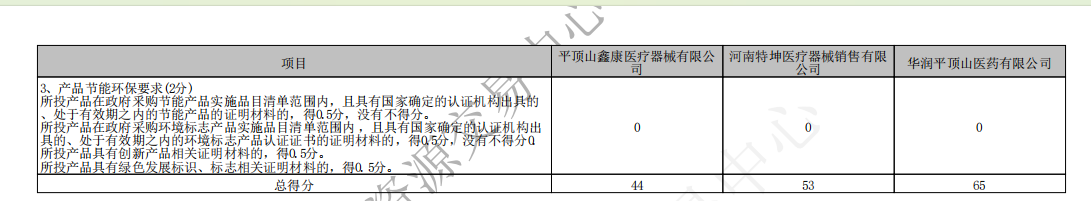 项目
平顶山鑫康医疗器械有限公
司
河南特坤医疗器械销售有限
公司
华润平顶山医药有限公司
3、产品节能环保要求(2分)
所投产品在政府采购节能产品实施品目清单范围内，且具有国家确定的认证机构出具的
、处于有效期之内的节能产品的证明材料的，得0.5分，没有不得分。
所投产品在政府采购环境标志产品实施品目清单范围内，且具有国家确定的认证机构出
具的、处于有效期之内的环境标志产品认证证书的证明材料的，得0.5分，没有不得分
所投产品具有创新产品相关证明材料的，得0.5分。
所投产品具有绿色发展标识、标志相关证明材料的，得0.5分。
0
0
0
总得分
44
53
65
资源交易中心
中心